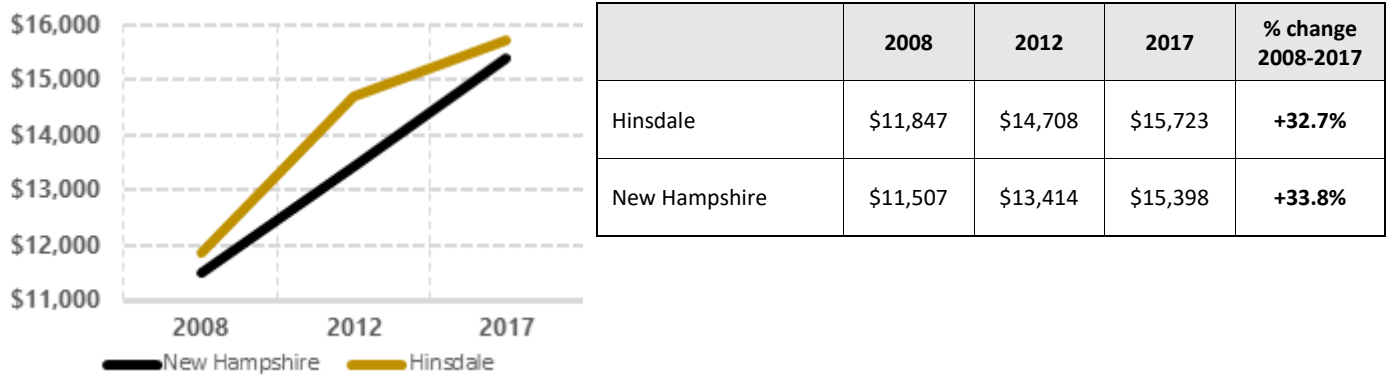 $16,000
$15,000
$14,000
$13,000
$12,000
$11,000
2008 2012 2017
New Hampshire Hinsdale
2008 2012 2017 % change
2008-2017
Hinsdale $11,847 $14,708 $15,723 +32.7%
New Hampshire $11,507 $13,414 $15,398 +33.8%